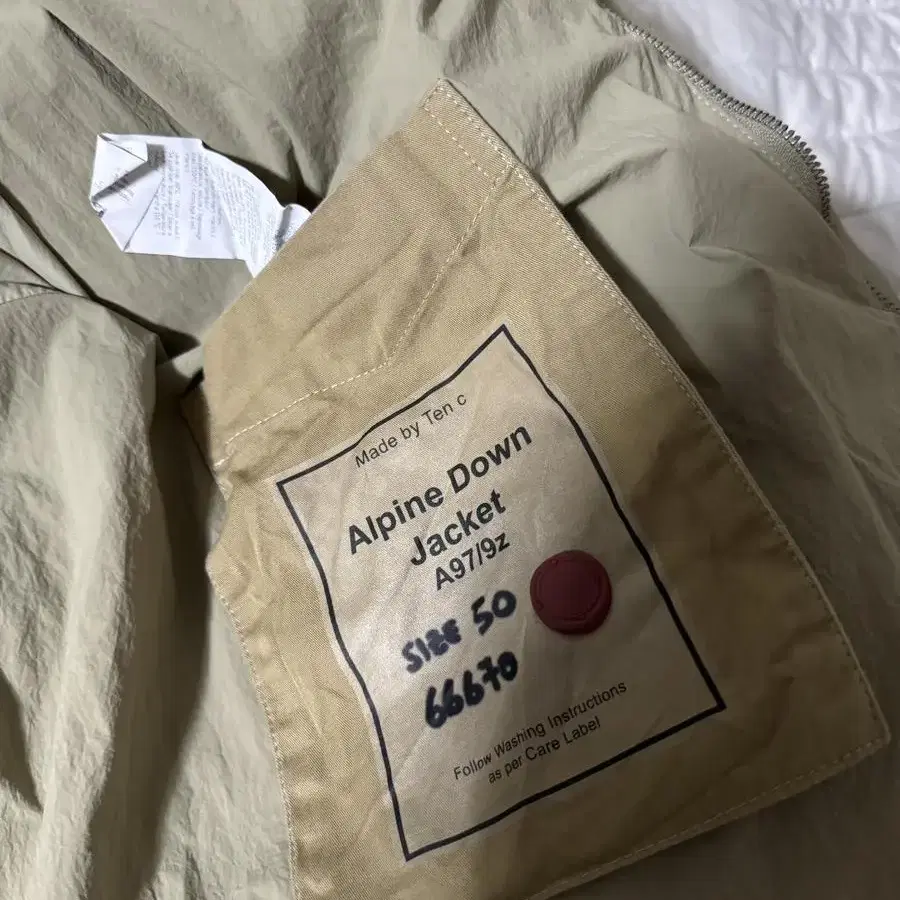 Made by Ten c
Alpine Down
Jacket
A97/9z
SIZE 50
66670
Follow Washing Instructions
as per Care Label